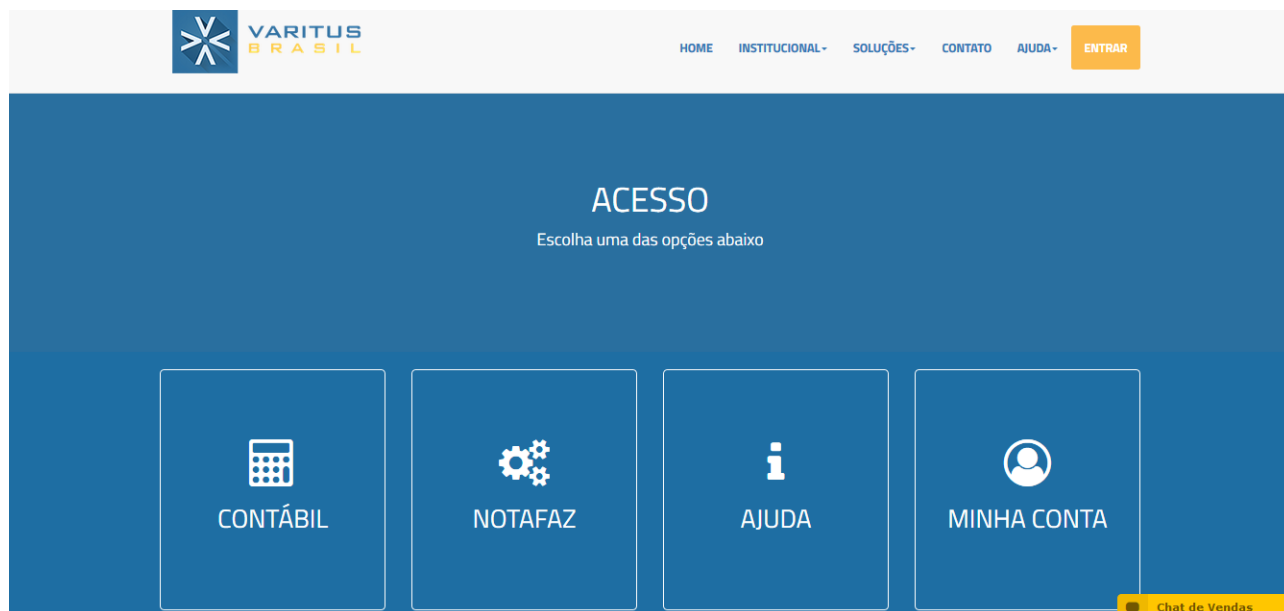 VARITUS
BRASIL
HOME INSTITUCIONAL SOLUÇÕES CONTATO AJUDA ENTRAR
ACESSO
Escolha uma das opções abaixo
CONTÁBIL NOTAFAZ AJUDA MINHA CONTA
Chat de Vendas